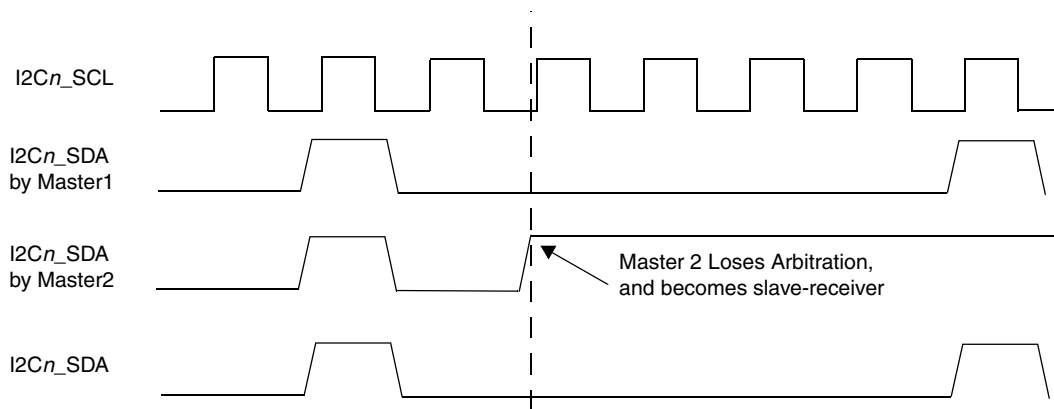 I2Cn_SCL
I2Cn_SDA
by Master1
I2Cn_SDA
by Master2
Master 2 Loses Arbitration,
and becomes slave-receiver
I2Cn_SDA